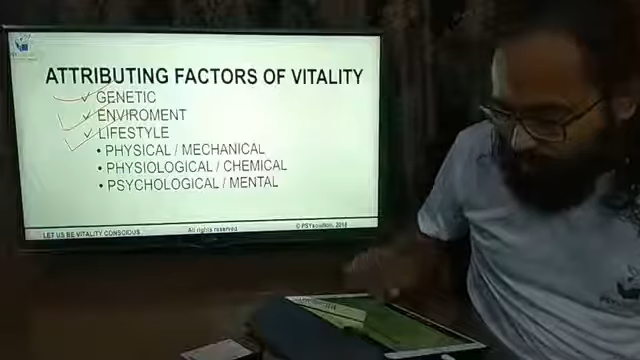 ATTRIBUTING FACTORS OF VITALITY
✓ GENETIC
✓ ENVIROMENT
✓ LIFESTYLE
• PHYSICAL / MECHANICAL
• PHYSIOLOGICAL / CHEMICAL
• PSYCHOLOGICAL / MENTAL
LET US BE VITALITY CONSCIOUS. All rights reserved © PSYsolution, 2018